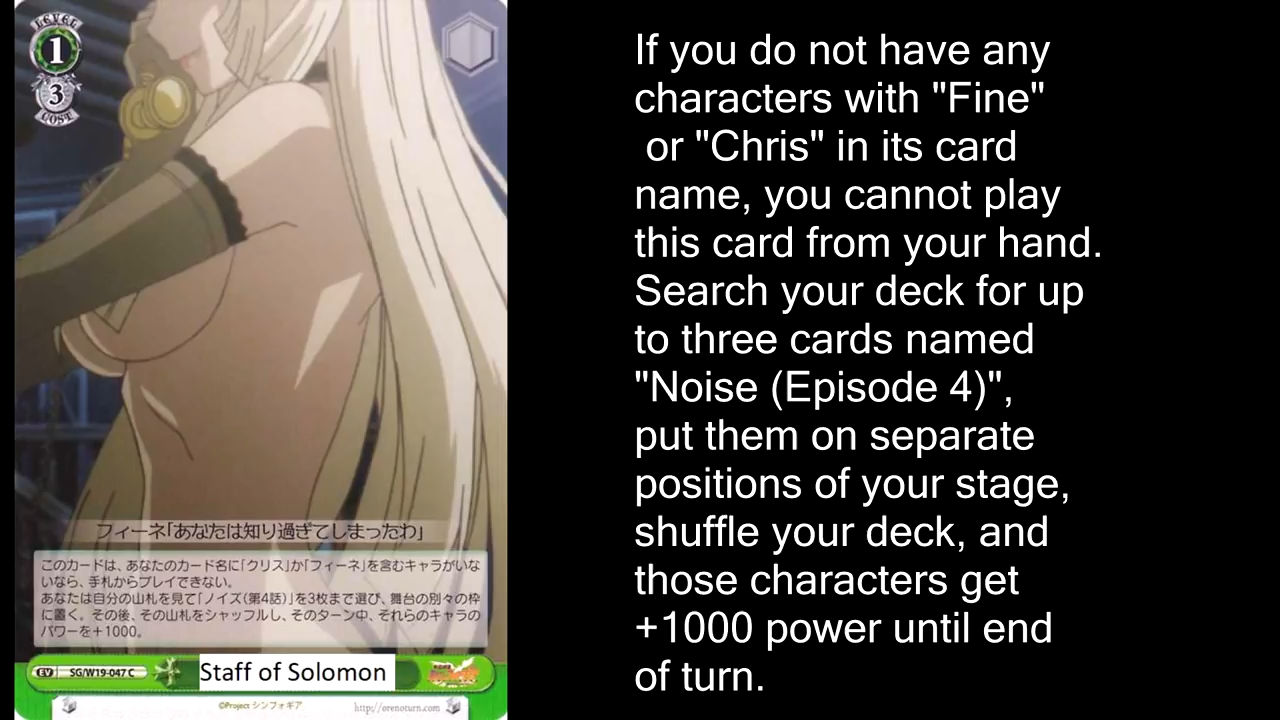 LEVEL
1
3
COST
フィーネ「あなたは知り過ぎてしまったわ」
このカードは、あなたのカード名に「クリス」か「フィーネ」を含むキャラがいな
いなら、手札からプレイできない。
あなたは自分の山札を見て「ノイズ(第4話)」を3枚まで選び、舞台の別々の枠
に置く。その後、その山札をシャッフルし、そのターン中、それらのキャラの
パワーを+1000。
EV SG/W19-047 C Staff of Solomon
©Project シンフォギア http://orenoturn.com
If you do not have any
characters with "Fine"
or "Chris" in its card
name, you cannot play
this card from your hand.
Search your deck for up
to three cards named
"Noise (Episode 4)",
put them on separate
positions of your stage,
shuffle your deck, and
those characters get
+1000 power until end
of turn.